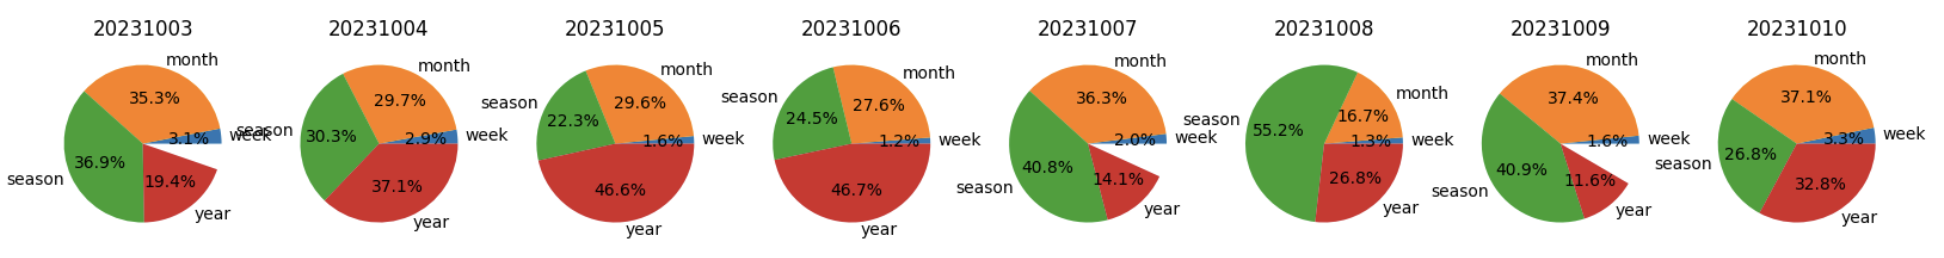 20231003
month
35.3%
3.1%
week
season
36.9%
19.4%
year
20231004
month
29.7%
season
30.3%
2.9%
week
37.1%
year
20231005
month
29.6%
season
22.3%
1.6%
week
46.6%
year
20231006
month
27.6%
season
24.5%
1.2%
week
46.7%
year
20231007
month
36.3%
2.0%
week
40.8%
season
14.1%
year
20231008
month
16.7%
season
55.2%
1.3%
week
26.8%
year
20231009
month
37.4%
1.6%
week
40.9%
season
11.6%
year
20231010
month
37.1%
3.3%
week
season
26.8%
32.8%
year